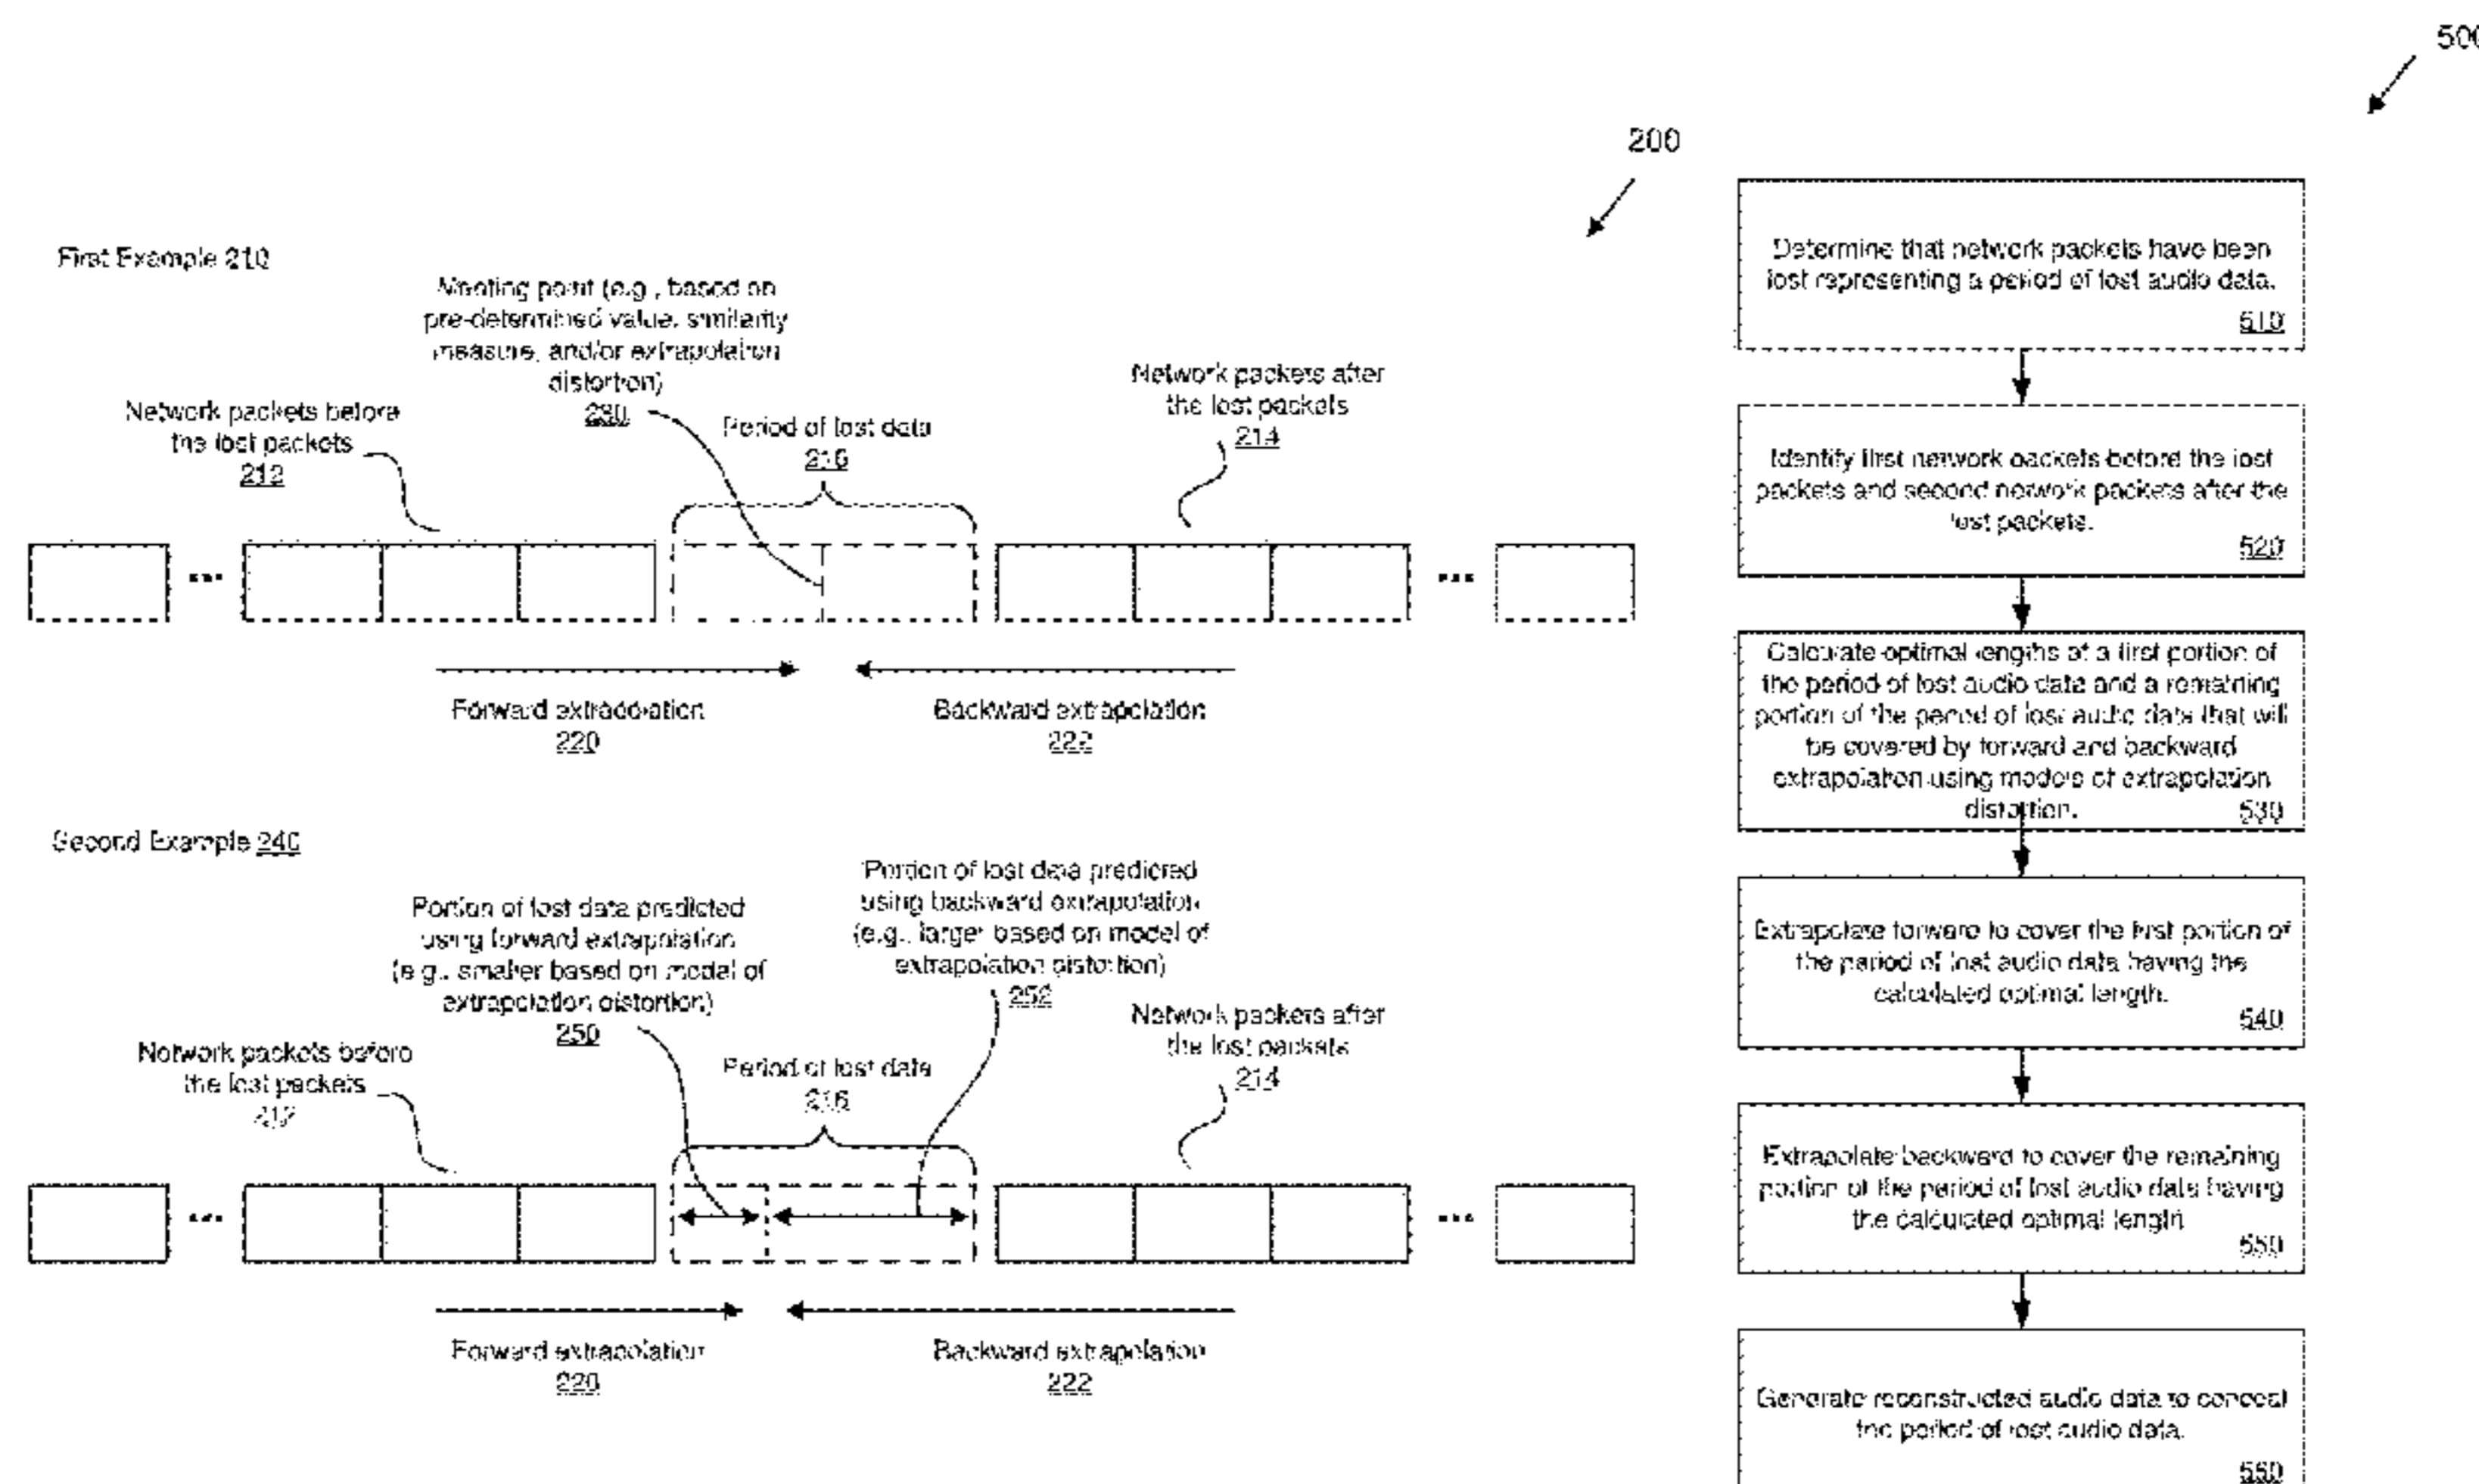 500
200
First Example 210
Meeting point (e.g., based on
pre-determined value, similarity
measure, and/or extrapolation
distortion)
230
Network packets before
the lost packets
212
Period of lost data
216
Network packets after
the lost packets
214
Forward extrapolation
220
Backward extrapolation
222
Second Example 240
Portion of lost data predicted
using forward extrapolation
(e.g., smaller based on model of
extrapolation distortion)
250
Portion of lost data predicted
using backward extrapolation
(e.g., larger based on model of
extrapolation distortion)
252
Network packets before
the lost packets
212
Period of lost data
216
Network packets after
the lost packets
214
Forward extrapolation
220
Backward extrapolation
222
Determine that network packets have been
lost representing a period of lost audio data.
510
Identify first network packets before the lost
packets and second network packets after the
lost packets.
520
Calculate optimal lengths of a first portion of
the period of lost audio data and a remaining
portion of the period of lost audio data that will
be covered by forward and backward
extrapolation using models of extrapolation
distortion.
530
Extrapolate forward to cover the first portion of
the period of lost audio data having the
calculated optimal length.
540
Extrapolate backward to cover the remaining
portion of the period of lost audio data having
the calculated optimal length
550
Generate reconstructed audio data to conceal
the period of lost audio data.
560